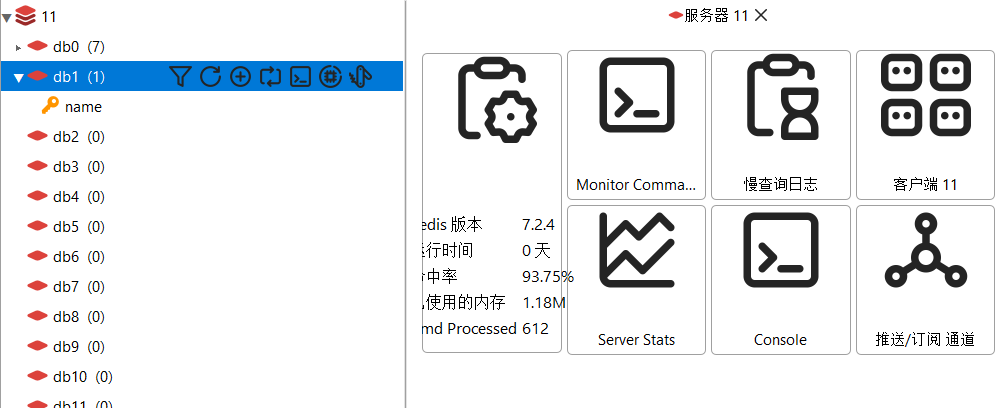 11
db0 (7)
db1 (1)
name
db2 (0)
db3 (0)
db4 (0)
db5 (0)
db6 (0)
db7 (0)
db8 (0)
db9 (0)
db10 (0)
db11 (0)
服务器 11
edis 版本 7.2.4
运行时间 0 天
命中率 93.75%
使用的内存 1.18M
md Processed 612
Monitor Comma...
慢查询日志
客户端 11
Server Stats
Console
推送/订阅 通道